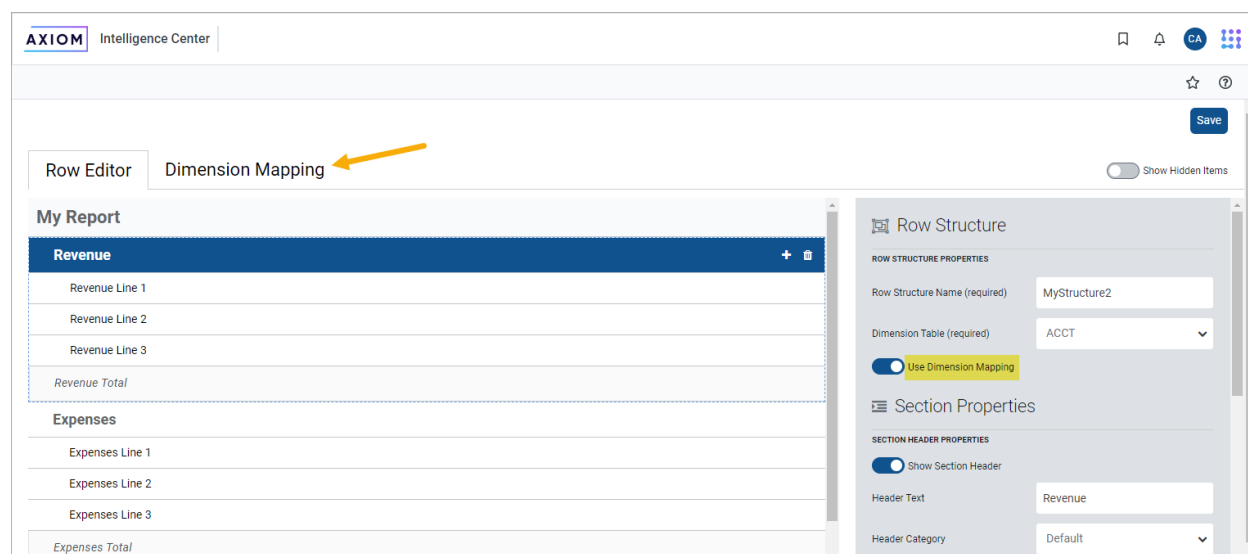 AXIOM Intelligence Center
CA
Save
Row Editor
Dimension Mapping
Show Hidden Items
My Report
Revenue
Revenue Line 1
Revenue Line 2
Revenue Line 3
Revenue Total
Expenses
Expenses Line 1
Expenses Line 2
Expenses Line 3
Expenses Total
Row Structure
ROW STRUCTURE PROPERTIES
Row Structure Name (required) MyStructure2
Dimension Table (required) ACCT
Use Dimension Mapping
Section Properties
SECTION HEADER PROPERTIES
Show Section Header
Header Text Revenue
Header Category Default